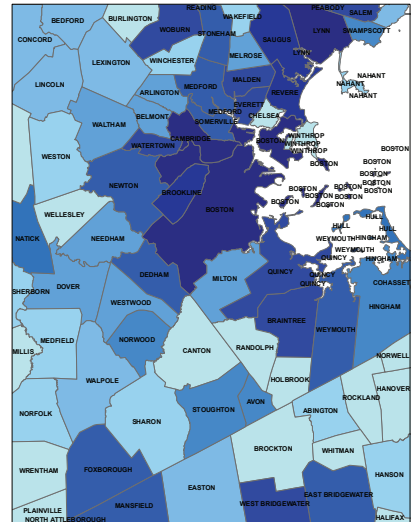 READING
PEABODY
SALEM
BURLINGTON
WAKEFIELD
BEDFORD
WOBURN
STONEHAM
LYNN
SWAMPSCOTT
CONCORD
SAUGUS
LYNN
MELROSE
LEXINGTON
WINCHESTER
NAHANT
NAHANT
NAHANT
MALDEN
LINCOLN
MEDFORD
ARLINGTON
REVERE
EVERETT
MEDFORD
CHELSEA
BELMONT
SOMERVILLE
WALTHAM
WINTHROP
CAMBRIDGE
BOSTON
WINTHROP
WATERTOWN
WINTHROP
BOSTON
WESTON
BOSTON
BOSTON
BOSTON
BOSTON
NEWTON
BOSTON
BOSTON
BOSTON
BROOKLINE
BOSTON
BOSTON
BOSTON
BOSTON
BOSTON
WELLESLEY
HULL
HULL
HULL
NATICK
NEEDHAM
WEYMOUTH
HINGHAM
WEYMOUTH
QUINCY
HINGHAM
QUINCY
QUINCY
DEDHAM
MILTON
QUINCY
COHASSET
SHERBORN
DOVER
WESTWOOD
HINGHAM
BRAINTREE
WEYMOUTH
NORWOOD
MEDFIELD
RANDOLPH
CANTON
MILLIS
NORWELL
WALPOLE
HOLBROOK
HANOVER
ROCKLAND
AVON
STOUGHTON
ABINGTON
NORFOLK
SHARON
BROCKTON
WHITMAN
WRENTHAM
FOXBOROUGH
HANSON
EASTON
EAST BRIDGEWATER
MANSFIELD
WEST BRIDGEWATER
PLAINVILLE
NORTH ATTLEBOROUGH
HALIFAX